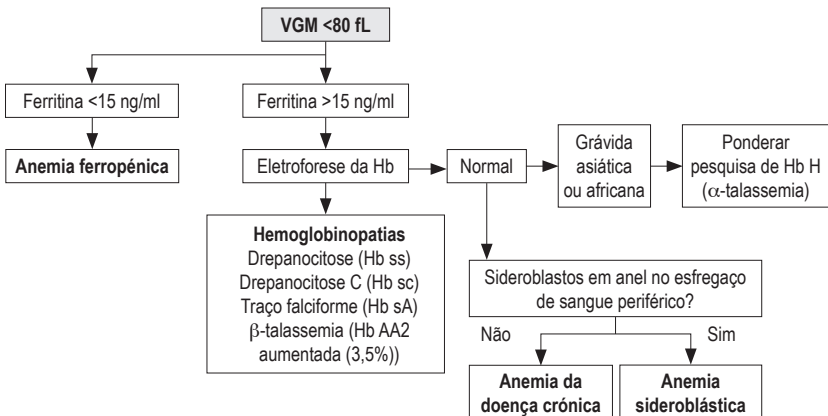 VGM <80 fL
Ferritina <15 ng/ml
Ferritina >15 ng/ml
Anemia ferropénica
Eletroforese da Hb
Normal
Grávida
asiática
ou africana
Ponderar
pesquisa de Hb H
(α-talassemia)
Hemoglobinopatias
Drepanocitose (Hb ss)
Drepanocitose C (Hb sc)
Traço falciforme (Hb sA)
β-talassemia (Hb AA2
aumentada (3,5%))
Sideroblastos em anel no esfregaço
de sangue periférico?
Não
Sim
Anemia da
doença crónica
Anemia
sideroblástica